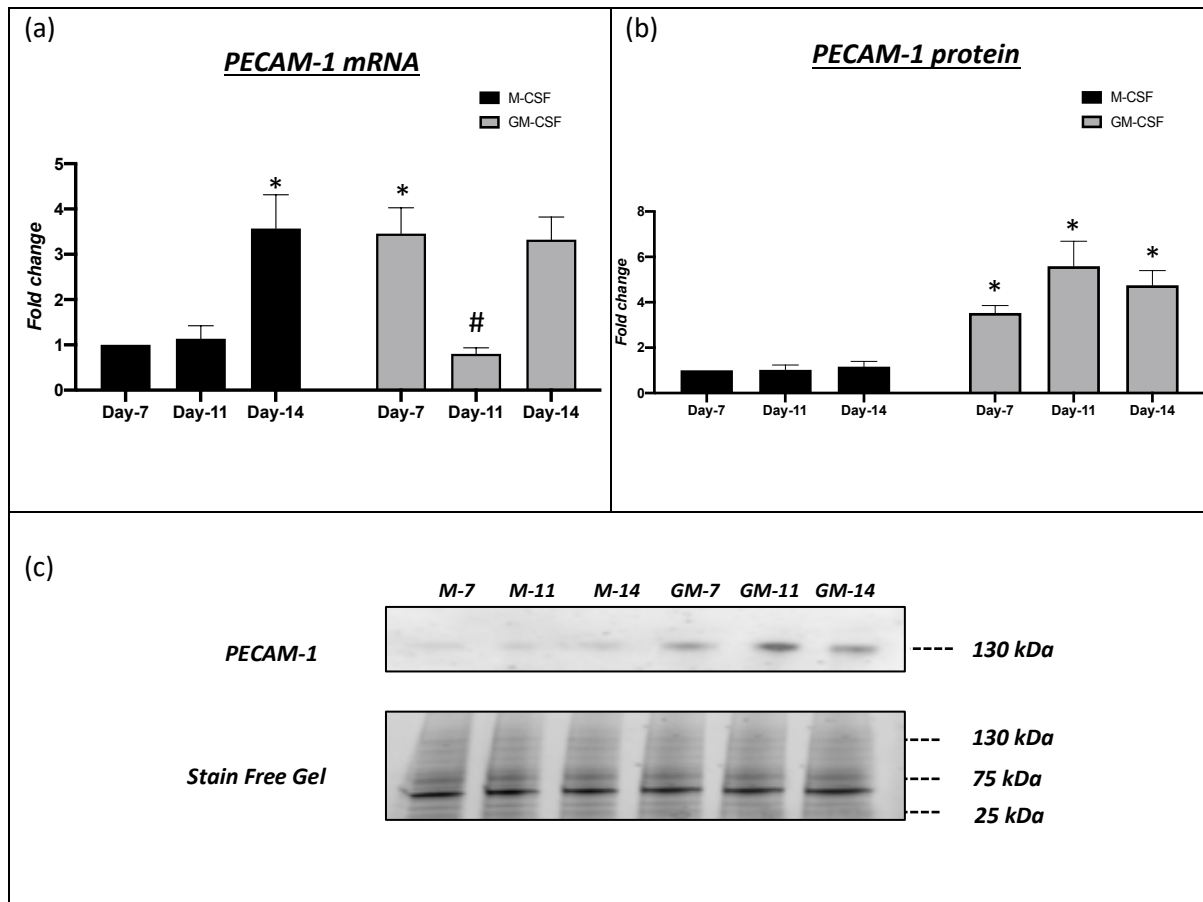 (a)
PECAM-1 mRNA
M-CSF
GM-CSF
Fold change
5
4
3
2
1
0
*
*
#
Day-7 Day-11 Day-14 Day-7 Day-11 Day-14
(b)
PECAM-1 protein
M-CSF
GM-CSF
Fold change
8
6
4
2
0
*
*
*
Day-7 Day-11 Day-14 Day-7 Day-11 Day-14
(c)
M-7 M-11 M-14 GM-7 GM-11 GM-14
PECAM-1 ---- 130 kDa
---- 130 kDa
Stain Free Gel ---- 75 kDa
---- 25 kDa